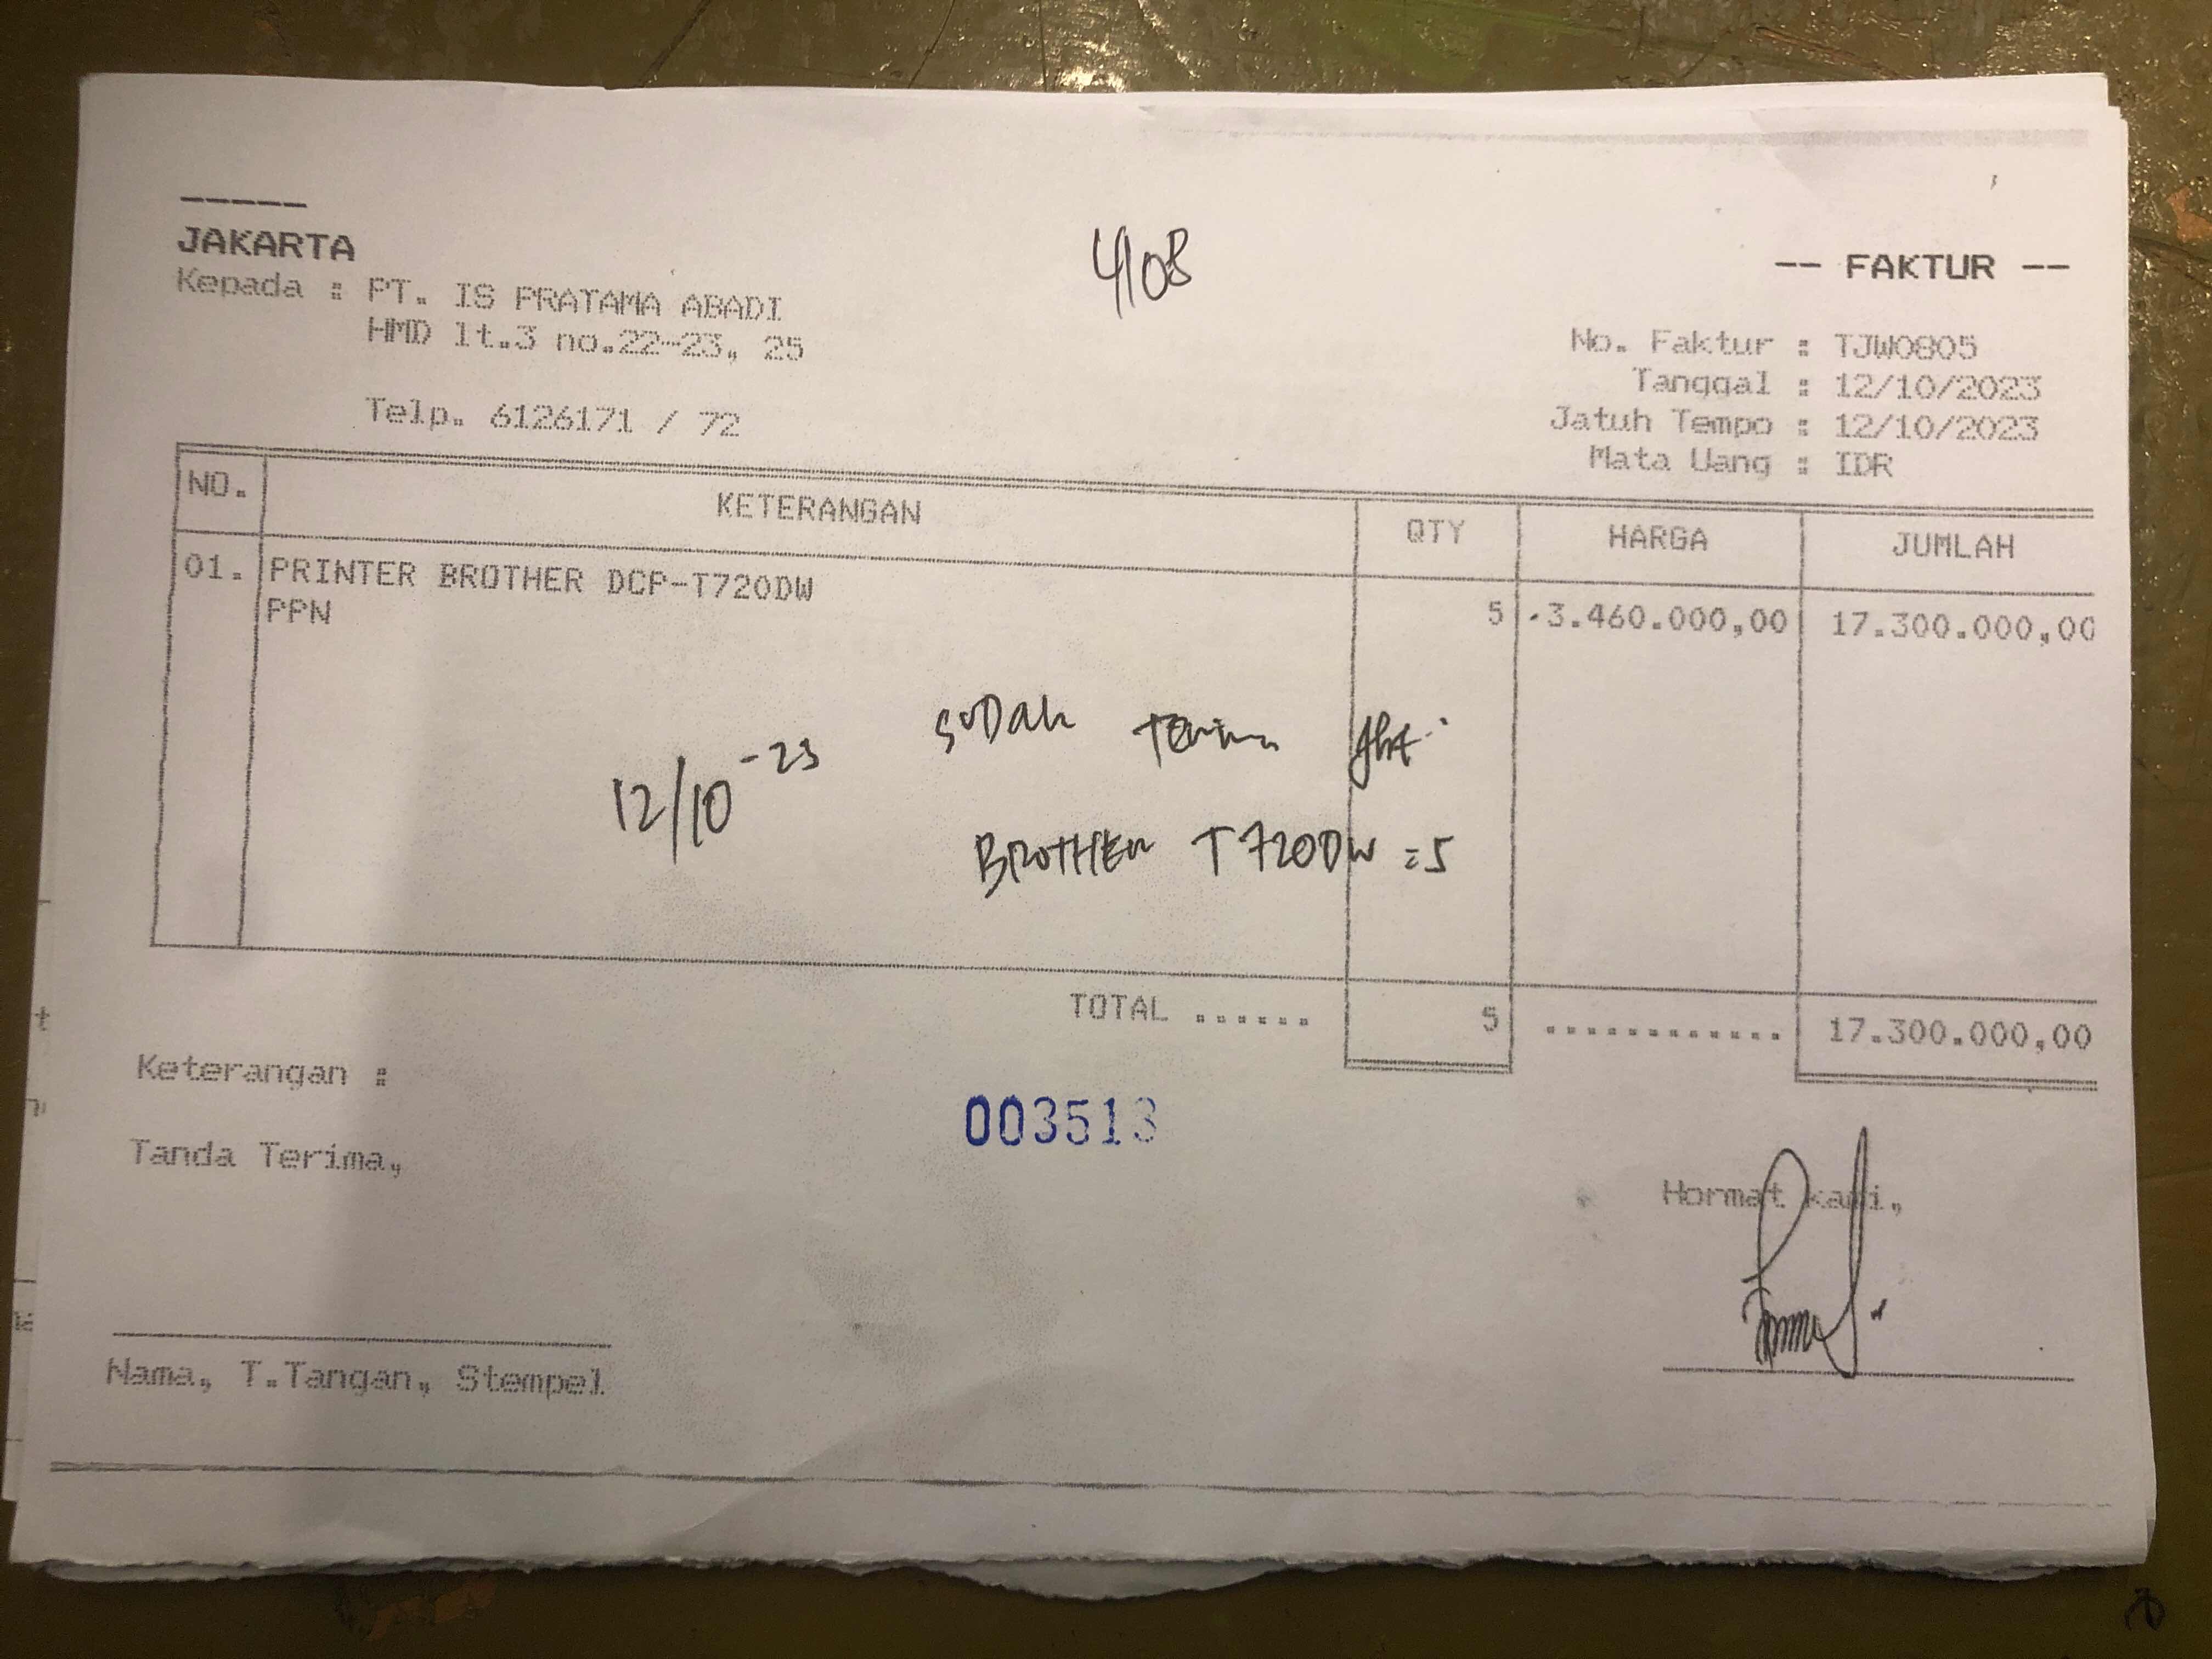 -----
JAKARTA
Kepada : PT. IS PRATAMA ABADI
HMD lt.3 no.22-23, 25
Telp. 6126171 / 72
4108
-- FAKTUR --
No. Faktur : TJW0805
Tanggal : 12/10/2023
Jatuh Tempo : 12/10/2023
Mata Uang : IDR
NO. KETERANGAN QTY HARGA JUMLAH
01. PRINTER BROTHER DCP-T720DW 5 3.460.000,00 17.300.000,00
PPN
12/10-23 SUDAH Terima
BROTHER T720DW = 5
TOTAL ...... 5 ............ 17.300.000,00
Keterangan :
003513
Tanda Terima,
Hormat kami,
Nama, T.Tangan, Stempel